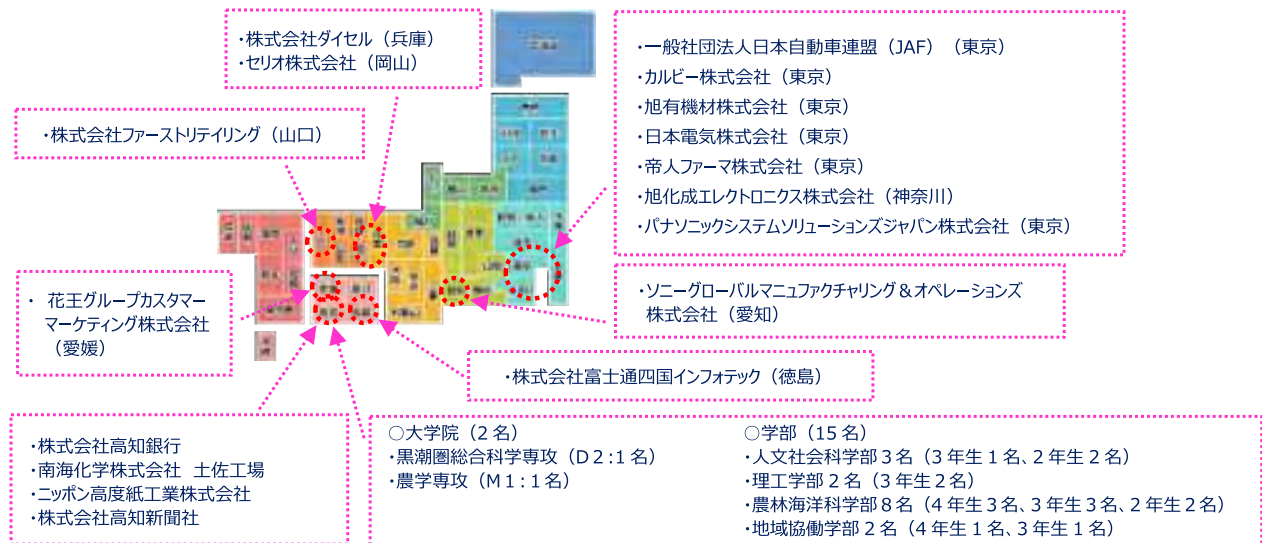 ・株式会社ダイセル（兵庫）
・セリオ株式会社（岡山）
・株式会社ファーストリテイリング（山口）
・一般社団法人日本自動車連盟（JAF）（東京）
・カルビー株式会社（東京）
・旭有機材株式会社（東京）
・日本電気株式会社（東京）
・帝人ファーマ株式会社（東京）
・旭化成エレクトロニクス株式会社（神奈川）
・パナソニックシステムソリューションズジャパン株式会社（東京）
・ 花王グループカスタマー
マーケティング株式会社
（愛媛）
・ソニーグローバルマニュファクチャリング＆オペレーションズ
株式会社（愛知）
・株式会社富士通四国インフォテック（徳島）
・株式会社高知銀行
・南海化学株式会社 土佐工場
・ニッポン高度紙工業株式会社
・株式会社高知新聞社
○大学院（2名）
・黒潮圏総合科学専攻（D2:1名）
・農学専攻（M1：1名）
○学部（15名）
・人文社会科学部3名（3年生1名、2年生2名）
・理工学部2名（3年生2名）
・農林海洋科学部8名（4年生3名、3年生3名、2年生2名）
・地域協働学部2名（4年生1名、3年生1名）